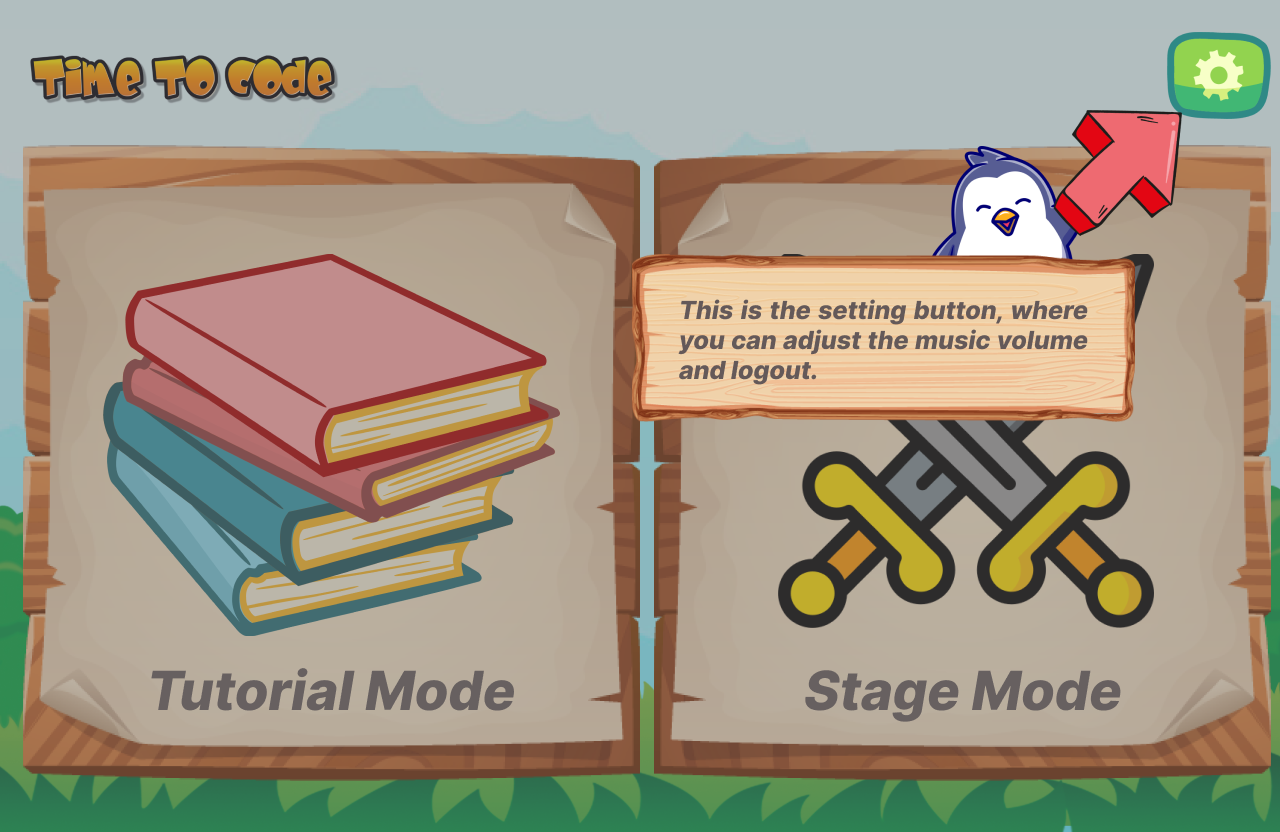 Time To Code
This is the setting button, where
you can adjust the music volume
and logout.
Tutorial Mode
Stage Mode